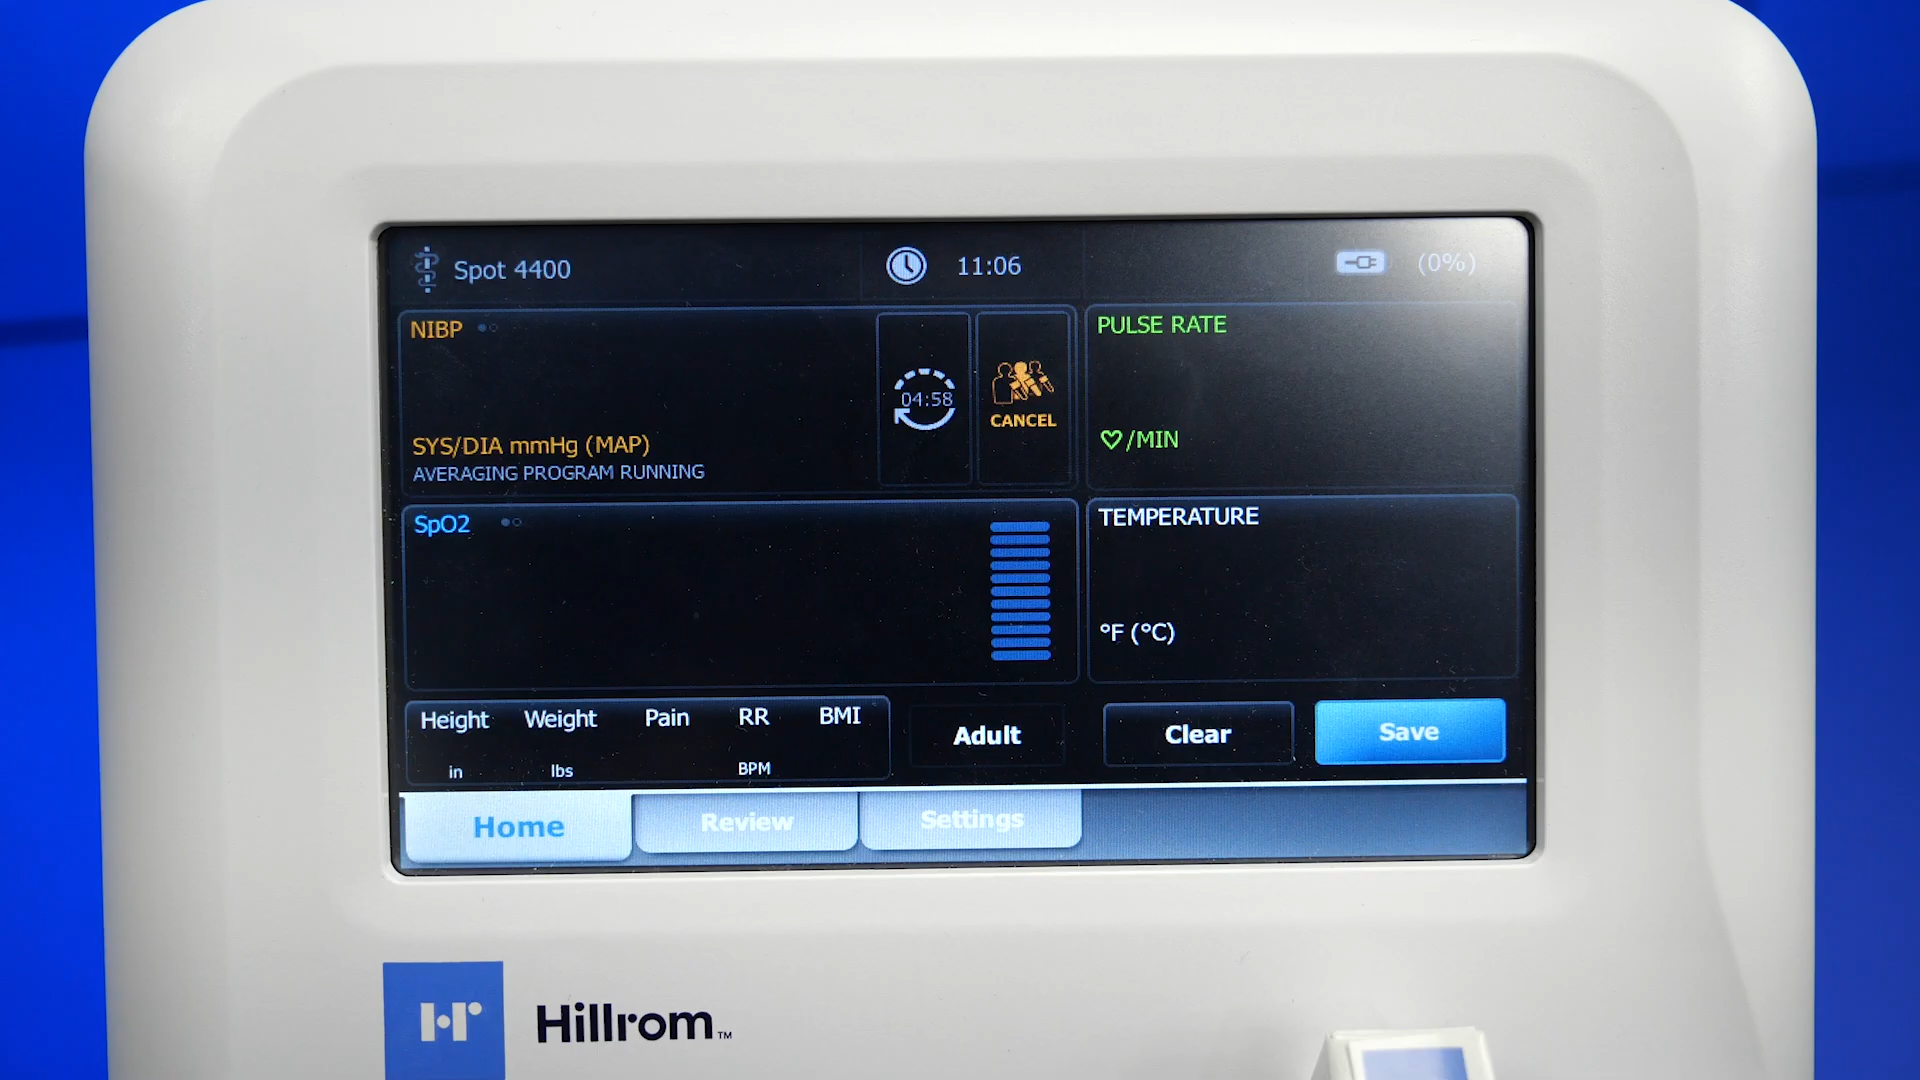 Spot 4400
11:06
(0%)
NIBP
04:58
CANCEL
SYS/DIA mmHg (MAP)
AVERAGING PROGRAM RUNNING
PULSE RATE
/MIN
SpO2
TEMPERATURE
°F (°C)
Height Weight Pain RR BMI
in lbs BPM
Adult
Clear
Save
Home
Review
Settings
Hillrom™